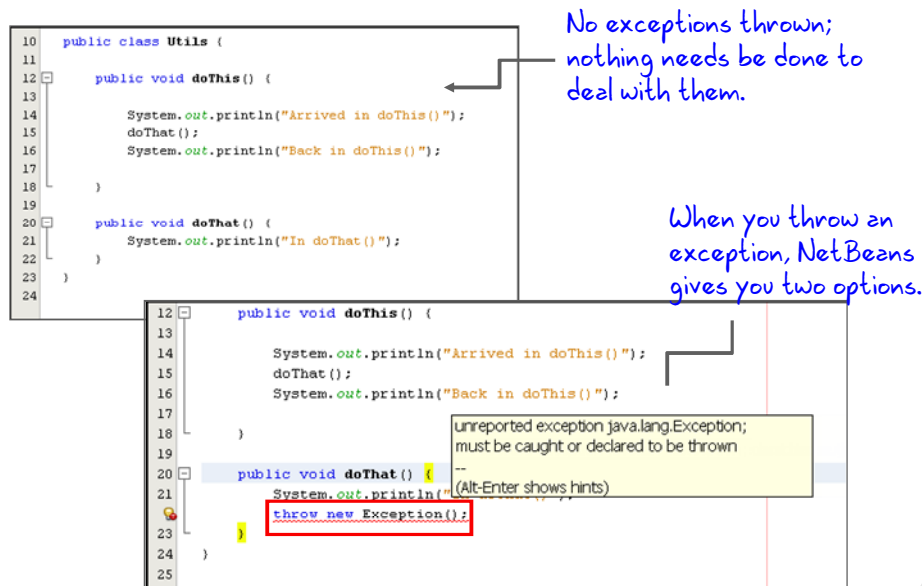 No exceptions thrown;
nothing needs be done to
deal with them.
10 public class Utils {
11
12 public void doThis() {
13
14 System.out.println("Arrived in doThis()");
15 doThat();
16 System.out.println("Back in doThis()");
17
18 }
19
20 public void doThat() {
21 System.out.println("In doThat()");
22 }
23 }
24
When you throw an
exception, NetBeans
gives you two options.
12 public void doThis() {
13
14 System.out.println("Arrived in doThis()");
15 doThat();
16 System.out.println("Back in doThis()");
17
18 }
19
unreported exception java.lang.Exception;
must be caught or declared to be thrown
--
(Alt-Enter shows hints)
20 public void doThat() {
21 System.out.println("
throw new Exception();
23 }
24 }
25